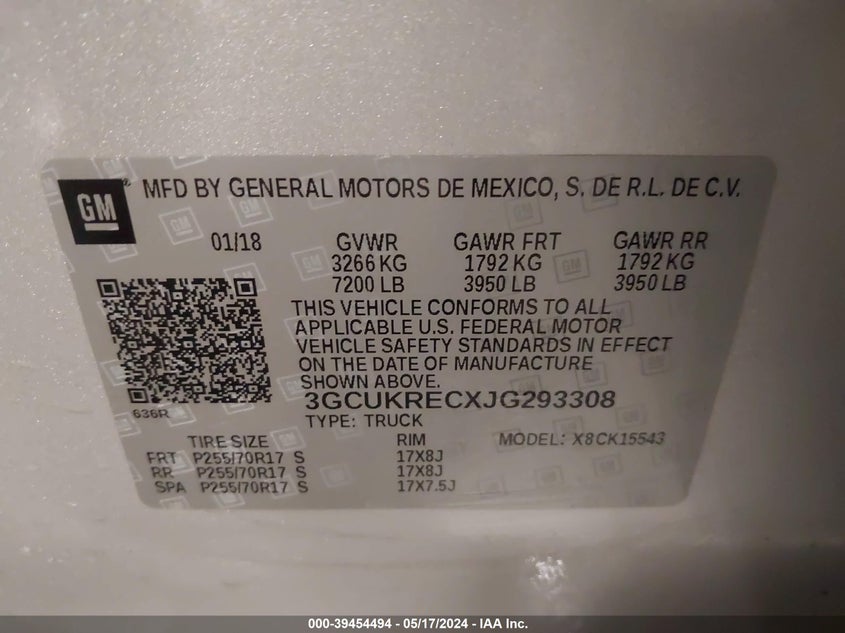 GM ® MFD BY GENERAL MOTORS DE MEXICO, S. DE R.L. DE C.V.
01/18 GVWR GAWR FRT GAWR RR
3266 KG 1792 KG 1792 KG
7200 LB 3950 LB 3950 LB
THIS VEHICLE CONFORMS TO ALL
APPLICABLE U.S. FEDERAL MOTOR
VEHICLE SAFETY STANDARDS IN EFFECT
ON THE DATE OF MANUFACTURE
SHOWN ABOVE.
3GCUKRECXJG293308
636R TYPE: TRUCK
TIRE SIZE RIM MODEL: X8CK15543
FRT P255/70R17 S 17X8J
RR P255/70R17 S 17X8J
SPA P255/70R17 S 17X7.5J
000-39454494 - 05/17/2024 - IAA Inc.